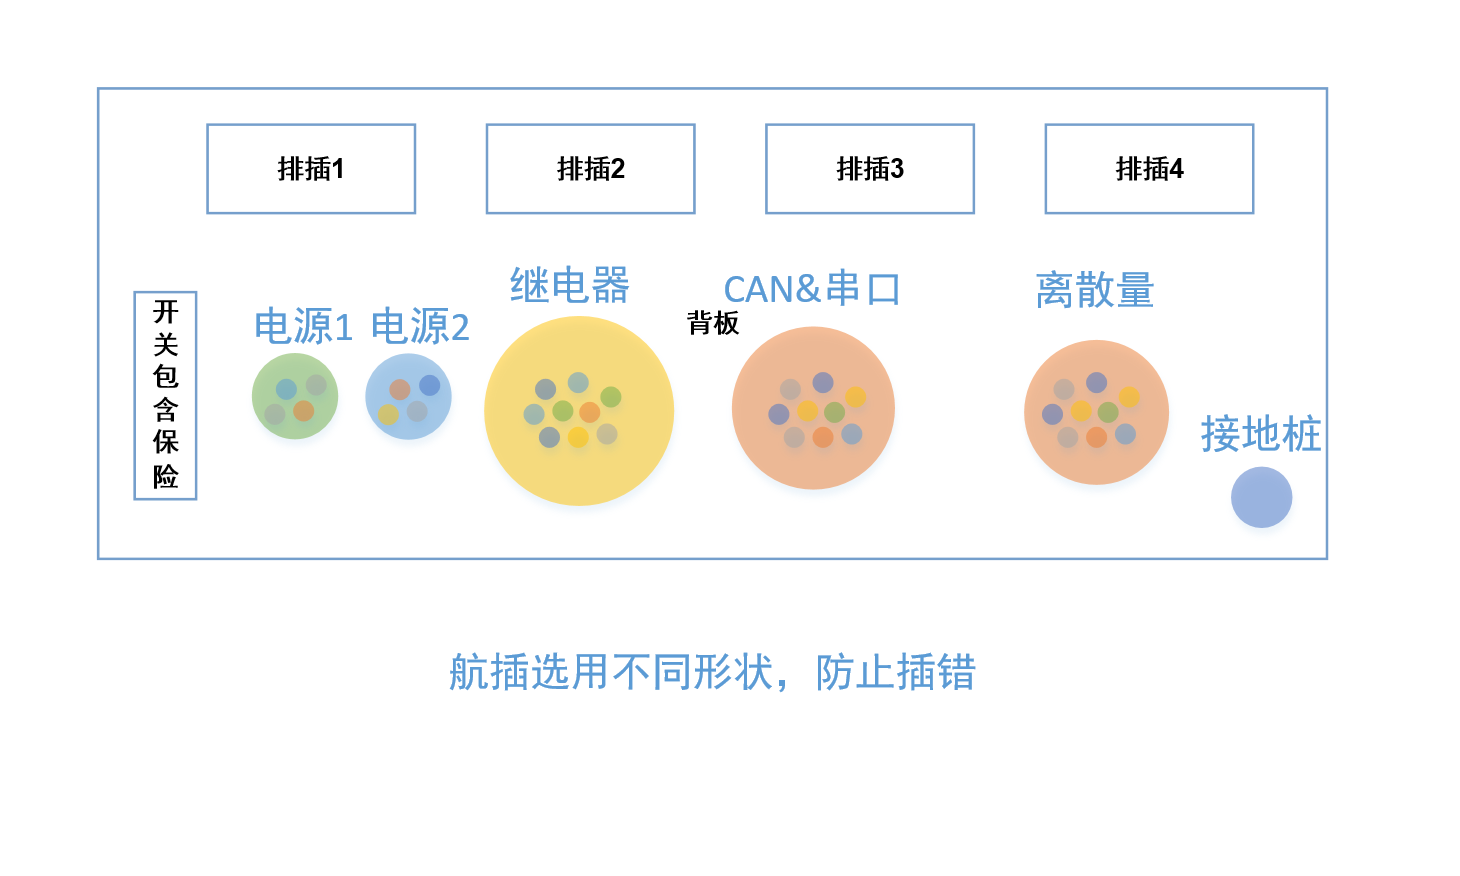 排插1
排插2
排插3
排插4
继电器
CAN&串口
离散量
开关包含保险
电源1
电源2
背板
接地桩
航插选用不同形状，防止插错